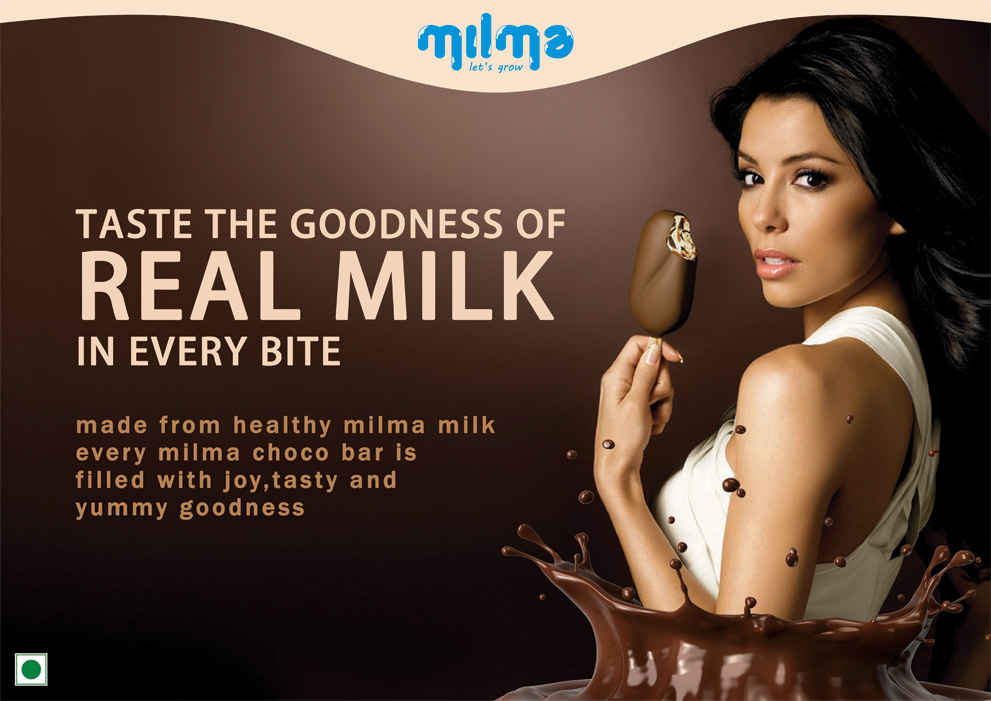 milma
let's grow
TASTE THE GOODNESS OF
REAL MILK
IN EVERY BITE
made from healthy milma milk
every milma choco bar is
filled with joy,tasty and
yummy goodness